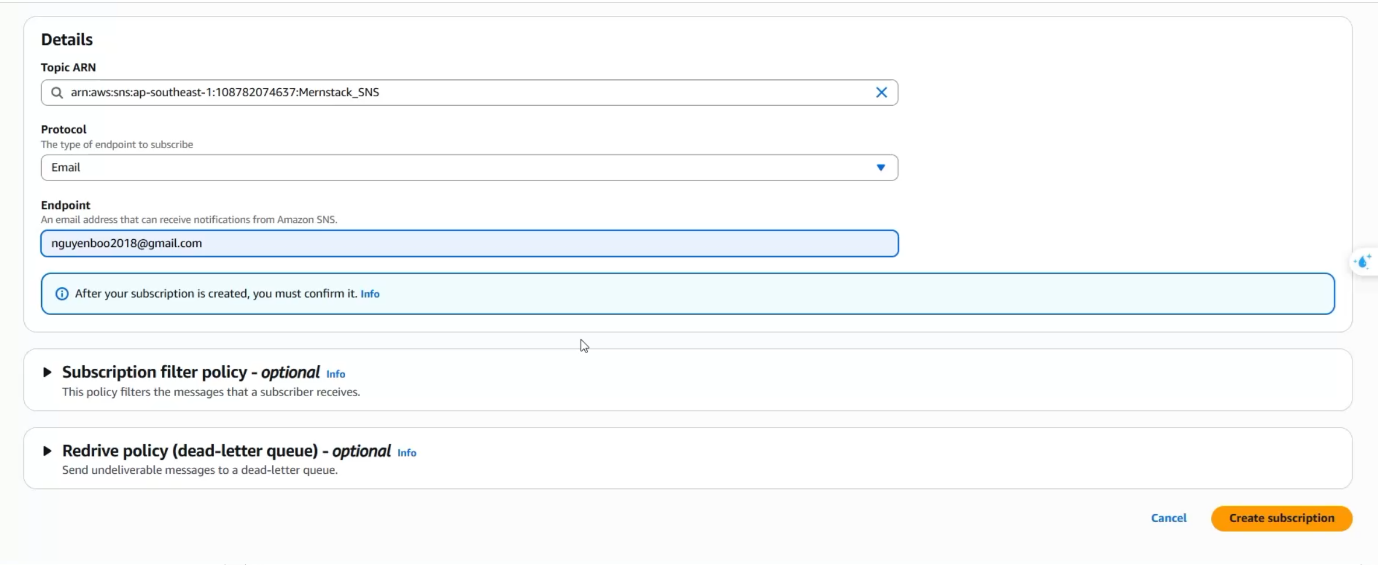 Details
Topic ARN
arn:aws:sns:ap-southeast-1:108782074637:Mernstack_SNS
Protocol
The type of endpoint to subscribe
Email
Endpoint
An email address that can receive notifications from Amazon SNS.
nguyenboo2018@gmail.com
After your subscription is created, you must confirm it. Info
Subscription filter policy - optional Info
This policy filters the messages that a subscriber receives.
Redrive policy (dead-letter queue) - optional Info
Send undeliverable messages to a dead-letter queue.
Cancel Create subscription